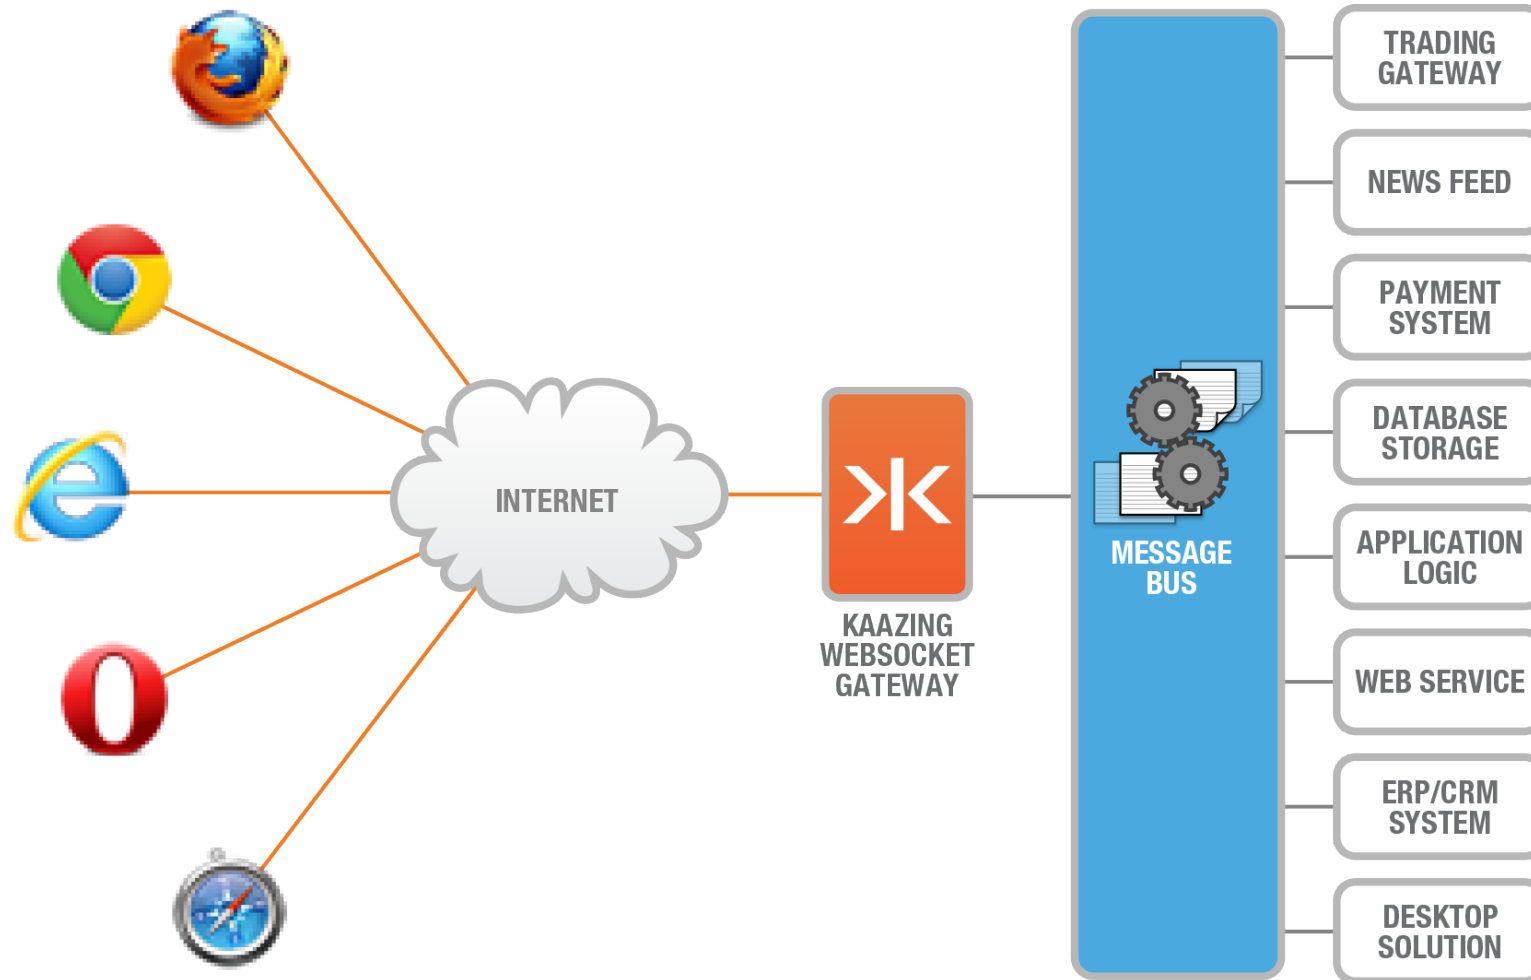 INTERNET
KAAZING
WEBSOCKET
GATEWAY
MESSAGE
BUS
TRADING
GATEWAY
NEWS FEED
PAYMENT
SYSTEM
DATABASE
STORAGE
APPLICATION
LOGIC
WEB SERVICE
ERP/CRM
SYSTEM
DESKTOP
SOLUTION